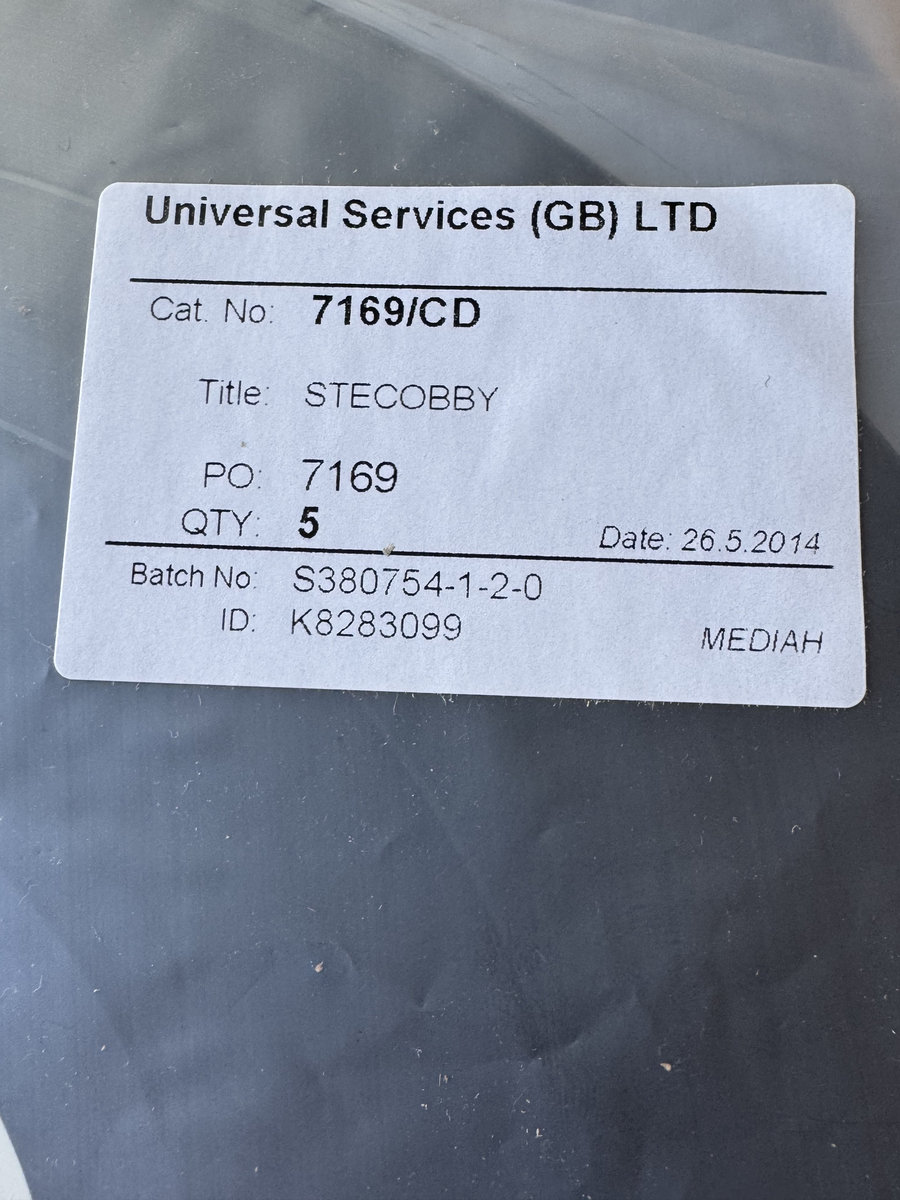 Universal Services (GB) LTD
Cat. No: 7169/CD
Title: STECOBBY
PO: 7169
QTY: 5
Date: 26.5.2014
Batch No: S380754-1-2-0
ID: K8283099
MEDIAH